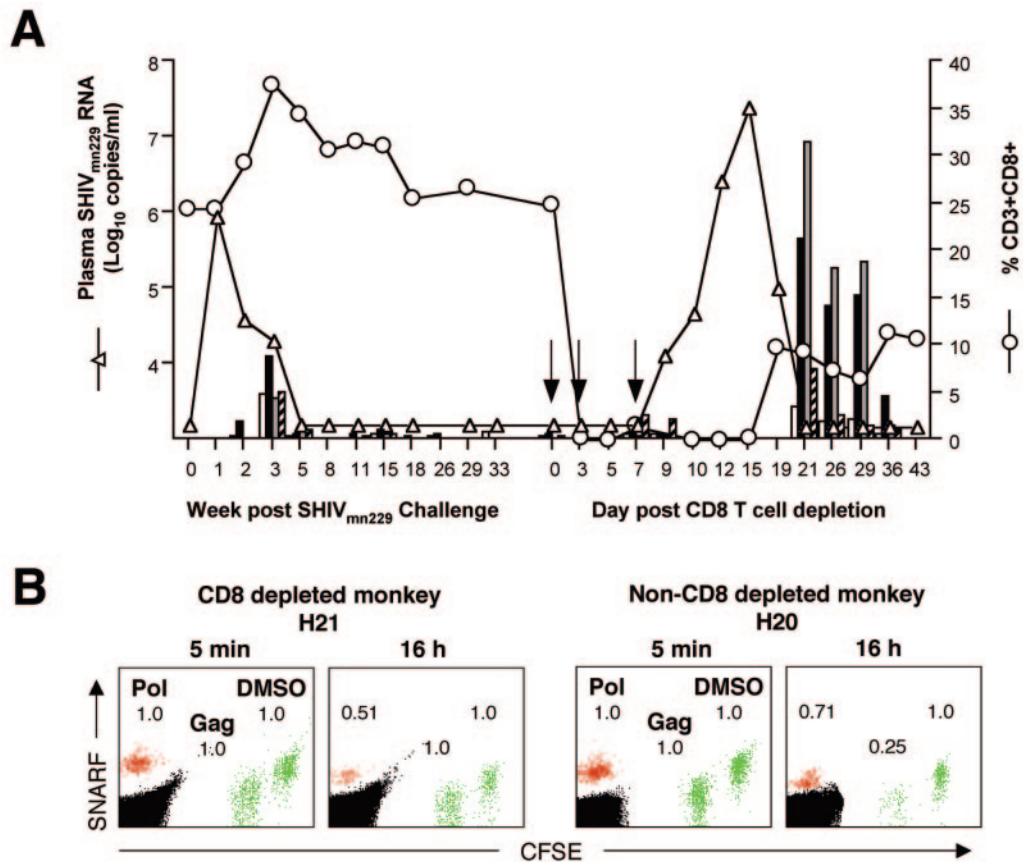 A
Plasma SHIVmn229 RNA
(Log10 copies/ml)
8
7
6
5
4
40
35
30
25
20
15
10
5
0
% CD3+CD8+
0 1 2 3 5 8 11 15 18 26 29 33
0 3 5 7 9 10 12 15 19 21 26 29 36 43
Week post SHIVmn229 Challenge
Day post CD8 T cell depletion
B
CD8 depleted monkey
H21
Non-CD8 depleted monkey
H20
5 min
16 h
5 min
16 h
SNARF
Pol
DMSO
1.0
1.0
Gag
1.0
0.51
1.0
1.0
Pol
DMSO
1.0
1.0
Gag
1.0
0.71
1.0
0.25
CFSE